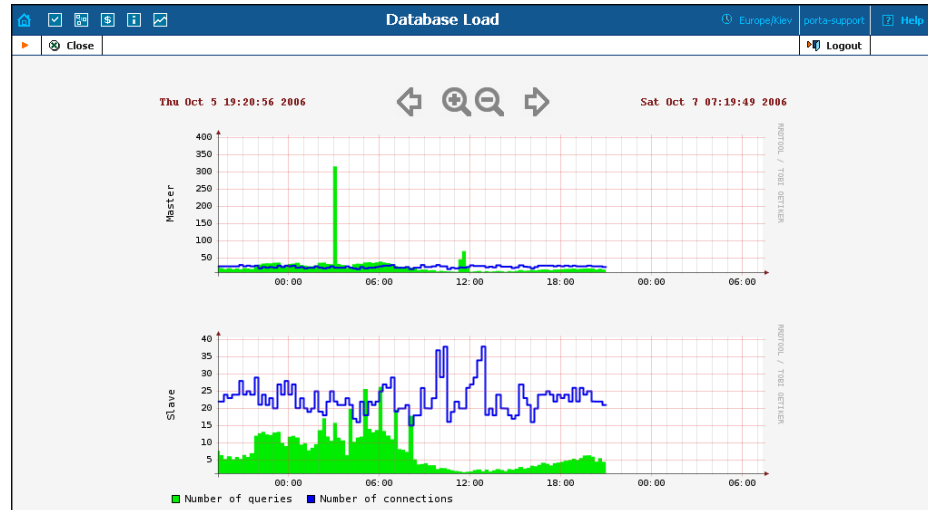 Database Load
Europe/Kiev
porta-support
? Help
Close
Logout
Thu Oct 5 19:20:56 2006
Sat Oct 7 07:19:49 2006
400
350
300
250
200
150
100
50
Master
00:00 06:00 12:00 18:00 00:00 06:00
RRDTOOL / TOBI OETIKER
40
35
30
25
20
15
10
5
Slave
00:00 06:00 12:00 18:00 00:00 06:00
RRDTOOL / TOBI OETIKER
Number of queries Number of connections